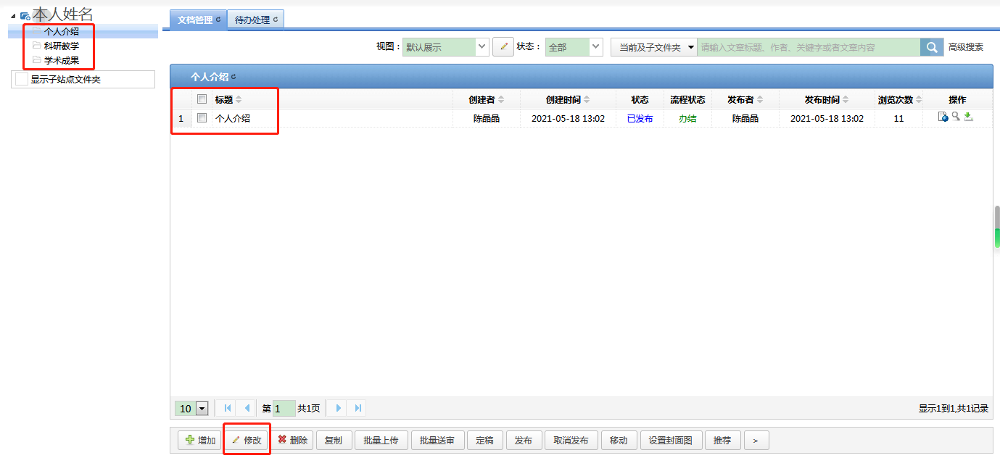 本人姓名
个人介绍
科研教学
学术成果
显示子站点文件夹
文档管理 待办处理
视图： 默认展示 状态： 全部 当前及子文件夹 请输入文章标题、作者、关键字或者文章内容 高级搜索
个人介绍
标题 创建者 创建时间 状态 流程状态 发布者 发布时间 浏览次数 操作
1 个人介绍 陈晶晶 2021-05-18 13:02 已发布 办结 陈晶晶 2021-05-18 13:02 11
10 第 1 共1页 显示1到1,共1记录
增加 修改 删除 复制 批量上传 批量送审 定稿 发布 取消发布 移动 设置封面图 推荐 >